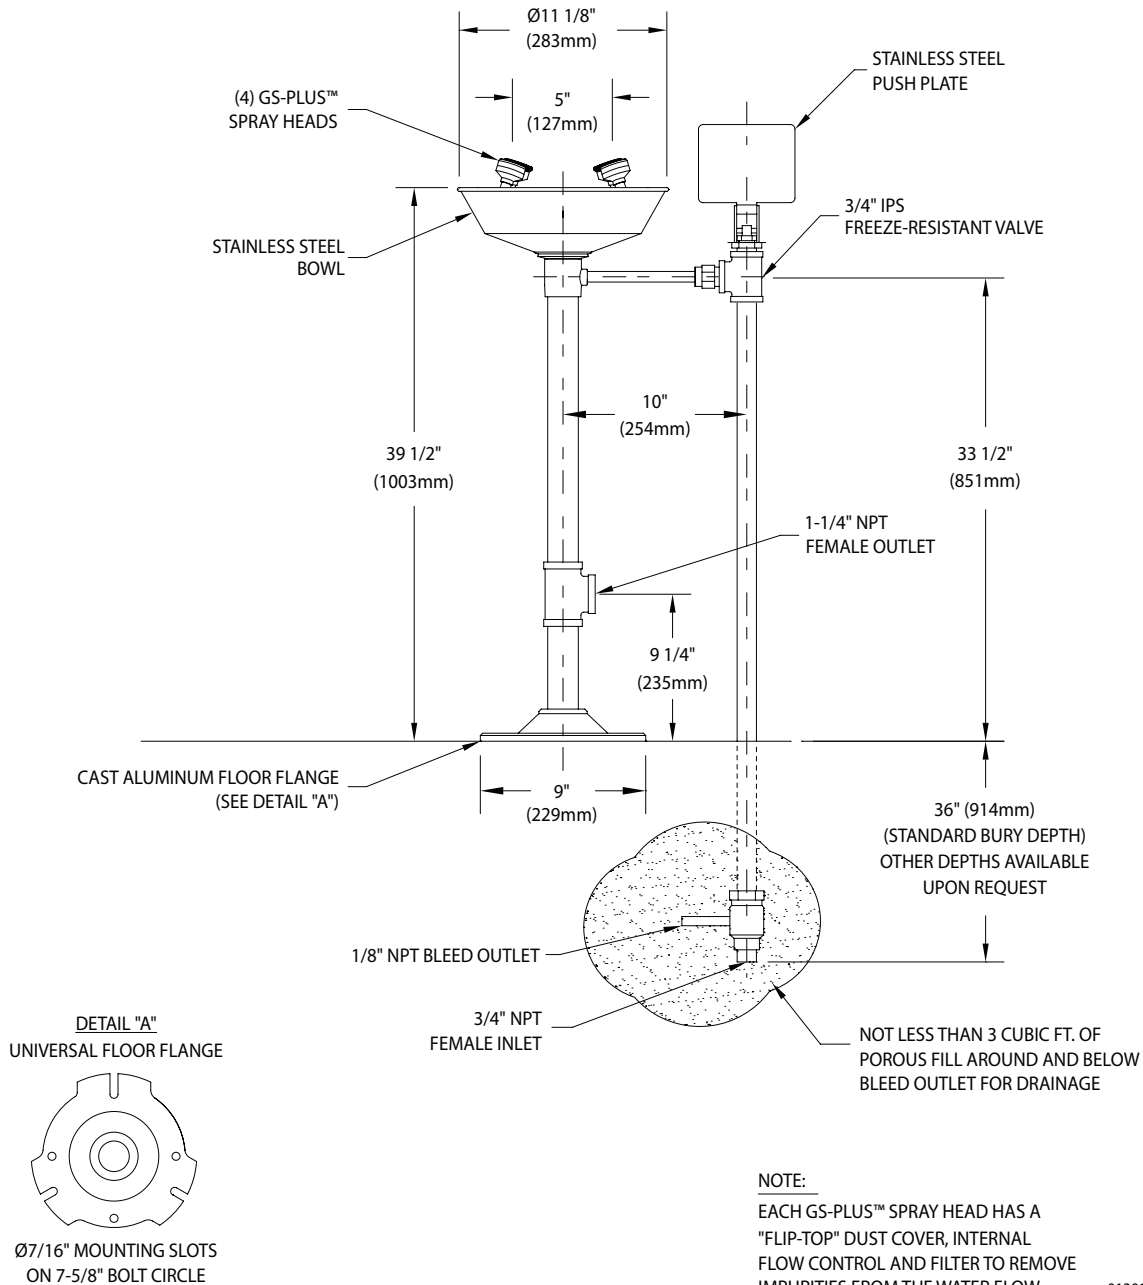 Ø11 1/8"
(283mm)
STAINLESS STEEL
PUSH PLATE
(4) GS-PLUS™
SPRAY HEADS
5"
(127mm)
3/4" IPS
FREEZE-RESISTANT VALVE
STAINLESS STEEL
BOWL
10"
(254mm)
39 1/2"
(1003mm)
33 1/2"
(851mm)
1-1/4" NPT
FEMALE OUTLET
9 1/4"
(235mm)
CAST ALUMINUM FLOOR FLANGE
(SEE DETAIL "A")
9"
(229mm)
36" (914mm)
(STANDARD BURY DEPTH)
OTHER DEPTHS AVAILABLE
UPON REQUEST
1/8" NPT BLEED OUTLET
3/4" NPT
FEMALE INLET
NOT LESS THAN 3 CUBIC FT. OF
POROUS FILL AROUND AND BELOW
BLEED OUTLET FOR DRAINAGE
DETAIL "A"
UNIVERSAL FLOOR FLANGE
Ø7/16" MOUNTING SLOTS
ON 7-5/8" BOLT CIRCLE
NOTE:
EACH GS-PLUS™ SPRAY HEAD HAS A
"FLIP-TOP" DUST COVER, INTERNAL
FLOW CONTROL AND FILTER TO REMOVE
IMPURITIES FROM THE WATER FLOW